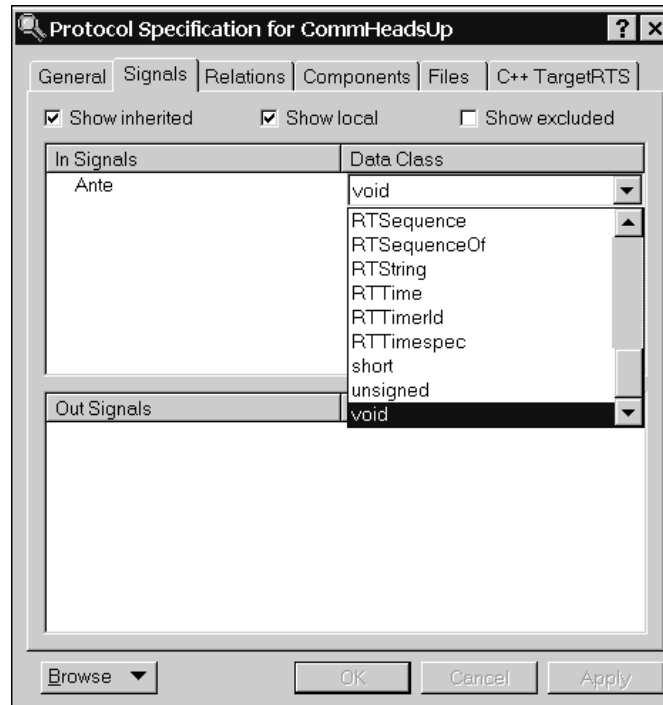 Protocol Specification for CommHeadsUp ? ×
General Signals Relations Components Files C++ TargetRTS
Show inherited Show local Show excluded
In Signals Data Class
Ante void
RTSequence
RTSequenceOf
RTString
RTTime
RTTimerId
RTTimespec
short
unsigned
Out Signals
void
Browse OK Cancel Apply